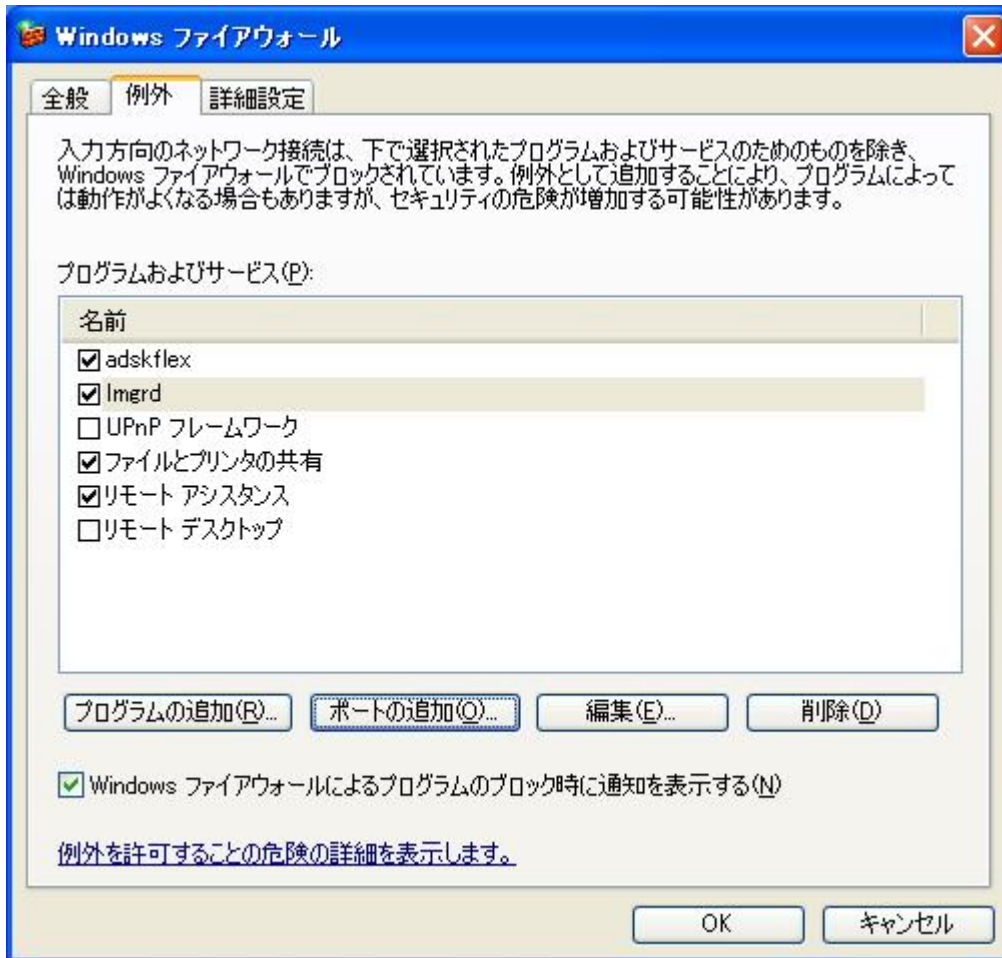 Windows ファイアウォール
全般
例外
詳細設定
入力方向のネットワーク接続は、下で選択されたプログラムおよびサービスのためのものを除き、
Windows ファイアウォールでブロックされています。例外として追加することにより、プログラムによって
は動作がよくなる場合もありますが、セキュリティの危険が増加する可能性があります。
プログラムおよびサービス(P):
名前
adskflex
lmgrd
UPnP フレームワーク
ファイルとプリンタの共有
リモート アシスタンス
リモート デスクトップ
プログラムの追加(R)...
ポートの追加(O)...
編集(E)...
削除(D)
Windows ファイアウォールによるプログラムのブロック時に通知を表示する(N)
例外を許可することの危険の詳細を表示します。
OK
キャンセル